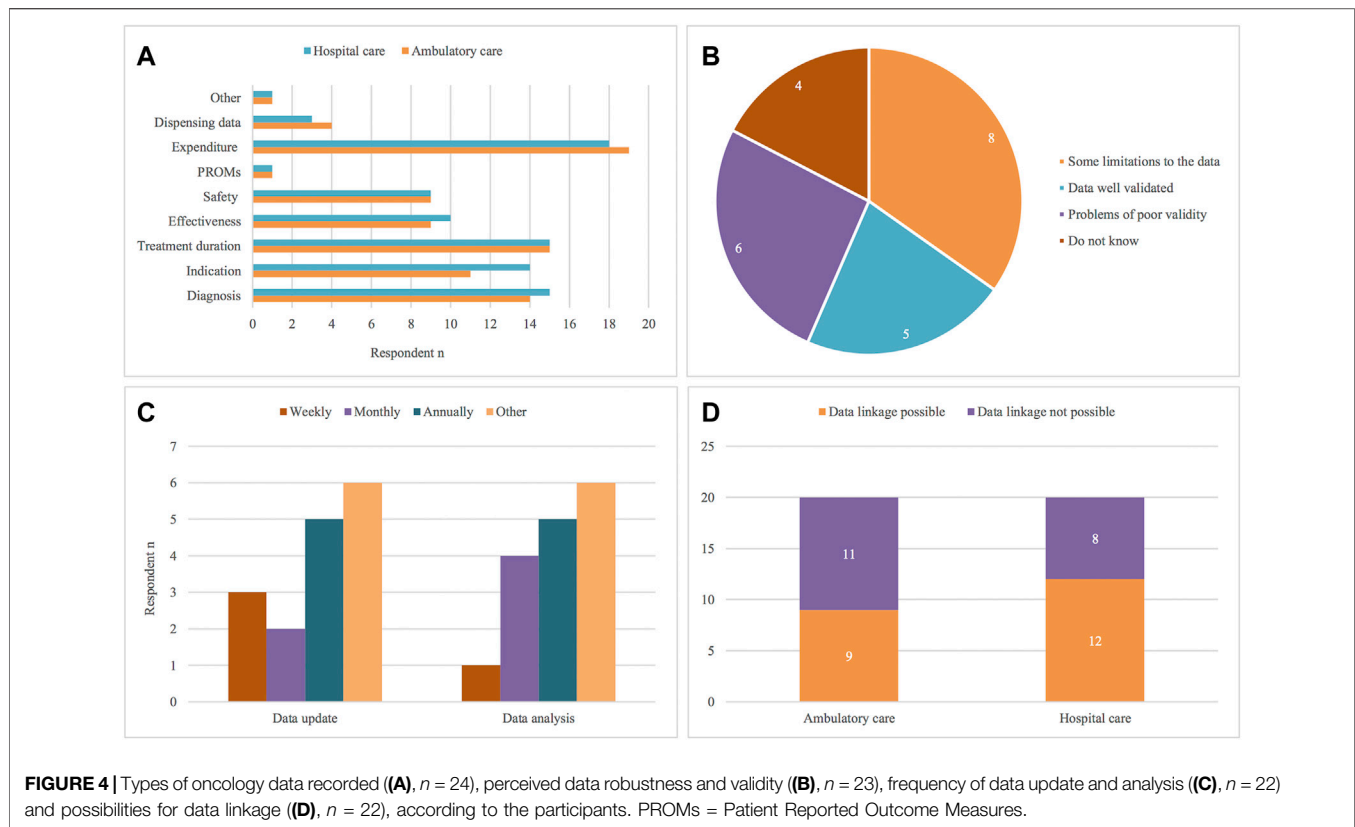 A
Hospital care Ambulatory care
Other
Dispensing data
Expenditure
PROMs
Safety
Effectiveness
Treatment duration
Indication
Diagnosis
0 2 4 6 8 10 12 14 16 18 20
Respondent n
B
4
8
6
5
Some limitations to the data
Data well validated
Problems of poor validity
Do not know
C
Weekly Monthly Annually Other
7
6
5
4
3
2
1
0
Respondent n
Data update Data analysis
D
Data linkage possible Data linkage not possible
25
20
15
10
5
0
11 8
9 12
Ambulatory care Hospital care
FIGURE 4 | Types of oncology data recorded ((A), n = 24), perceived data robustness and validity ((B), n = 23), frequency of data update and analysis ((C), n = 22)
and possibilities for data linkage ((D), n = 22), according to the participants. PROMs = Patient Reported Outcome Measures.